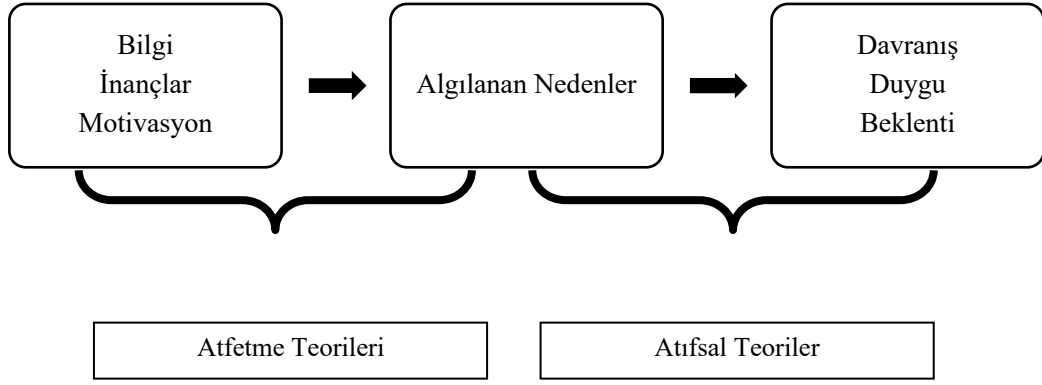 Bilgi
İnançlar
Motivasyon
Algılanan Nedenler
Davranış
Duygu
Beklenti
Atfetme Teorileri
Atıfsal Teoriler